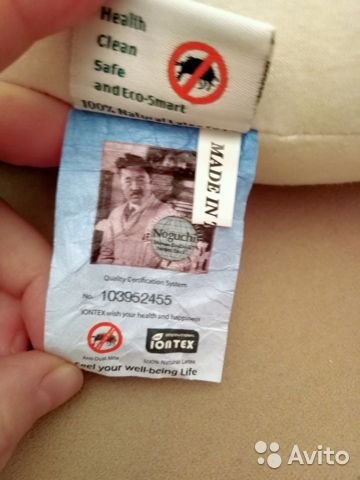 Health
Clean
Safe
and Eco-Smart
100% Natural Latex
MADE IN
Noguchi
Quality Certification System
No. 103952455
IONTEX wish your health and happiness
IONTEX
Anti-Dust Mite
100% Natural Latex
Feel your well-being Life
Avito